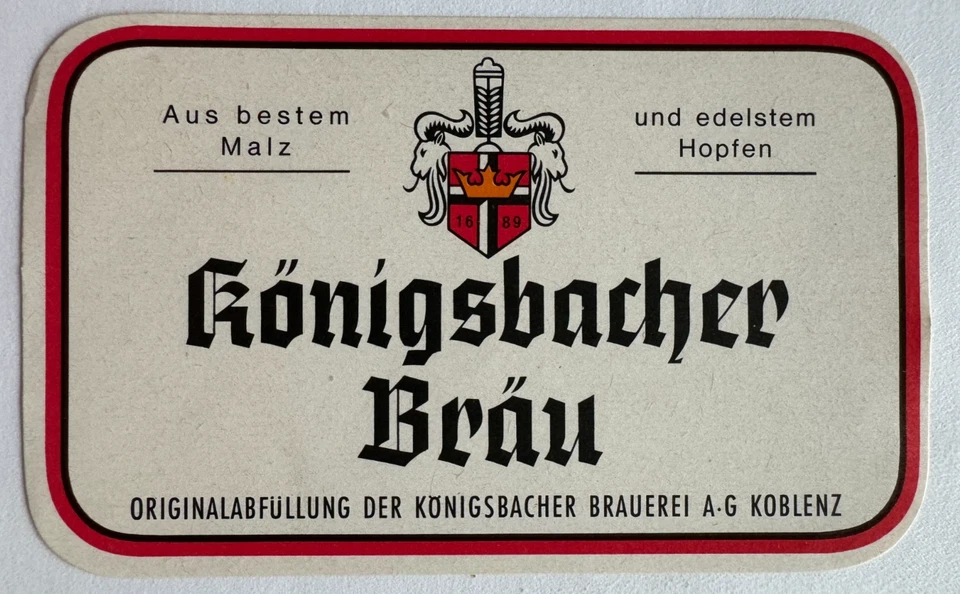 Aus bestem
Malz
und edelstem
Hopfen
16 89
Königsbacher
Bräu
ORIGINALABFÜLLUNG DER KÖNIGSBACHER BRAUEREI A·G KOBLENZ